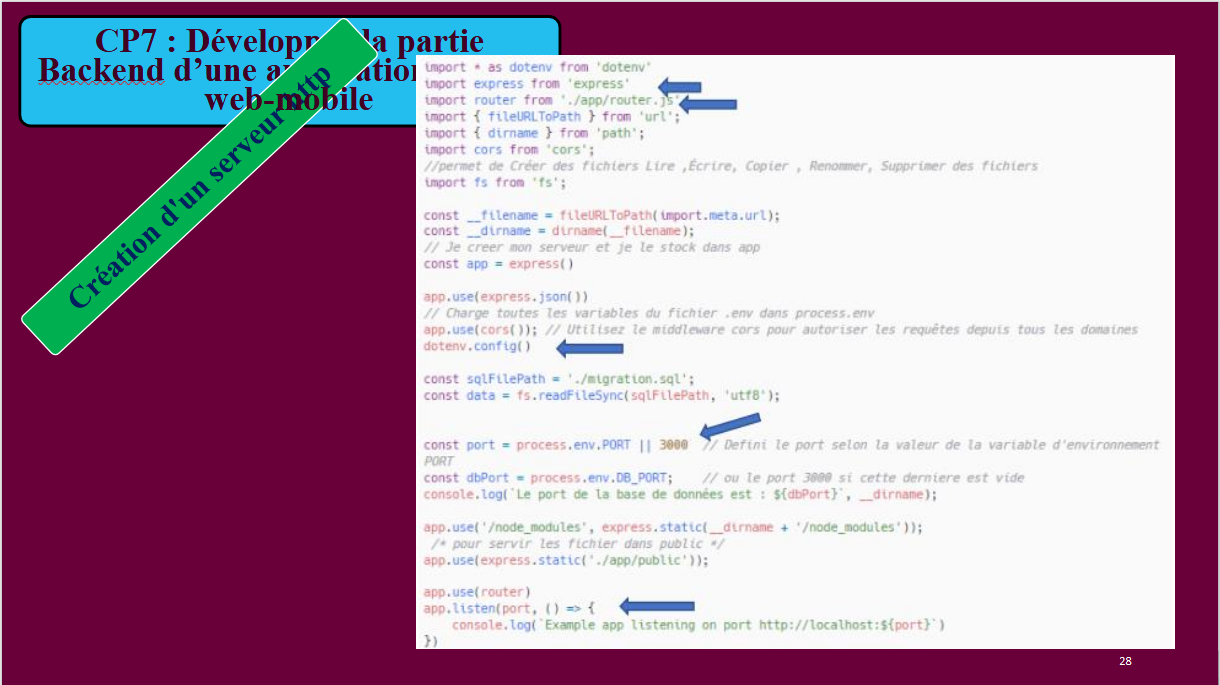 CP7 : Développer la partie
Backend d’une application
web-mobile
Création d'un serveur http
import * as dotenv from 'dotenv'
import express from 'express'
import router from './app/router.js'
import { fileURLToPath } from 'url';
import { dirname } from 'path';
import cors from 'cors';
//permet de Créer des fichiers Lire ,Écrire, Copier , Renommer, Supprimer des fichiers
import fs from 'fs';
const __filename = fileURLToPath(import.meta.url);
const __dirname = dirname(__filename);
// Je creer mon serveur et je le stock dans app
const app = express()
app.use(express.json())
// Charge toutes les variables du fichier .env dans process.env
app.use(cors()); // Utilisez le middleware cors pour autoriser les requêtes depuis tous les domaines
dotenv.config()
const sqlFilePath = './migration.sql';
const data = fs.readFileSync(sqlFilePath, 'utf8');
const port = process.env.PORT || 3000 // Defini le port selon la valeur de la variable d'environnement
PORT
const dbPort = process.env.DB_PORT; // ou le port 3000 si cette derniere est vide
console.log(`Le port de la base de données est : ${dbPort}`, __dirname);
app.use('/node_modules', express.static(__dirname + '/node_modules'));
/* pour servir les fichier dans public */
app.use(express.static('./app/public'));
app.use(router)
app.listen(port, () => {
console.log(`Example app listening on port http://localhost:${port}`)
})
28